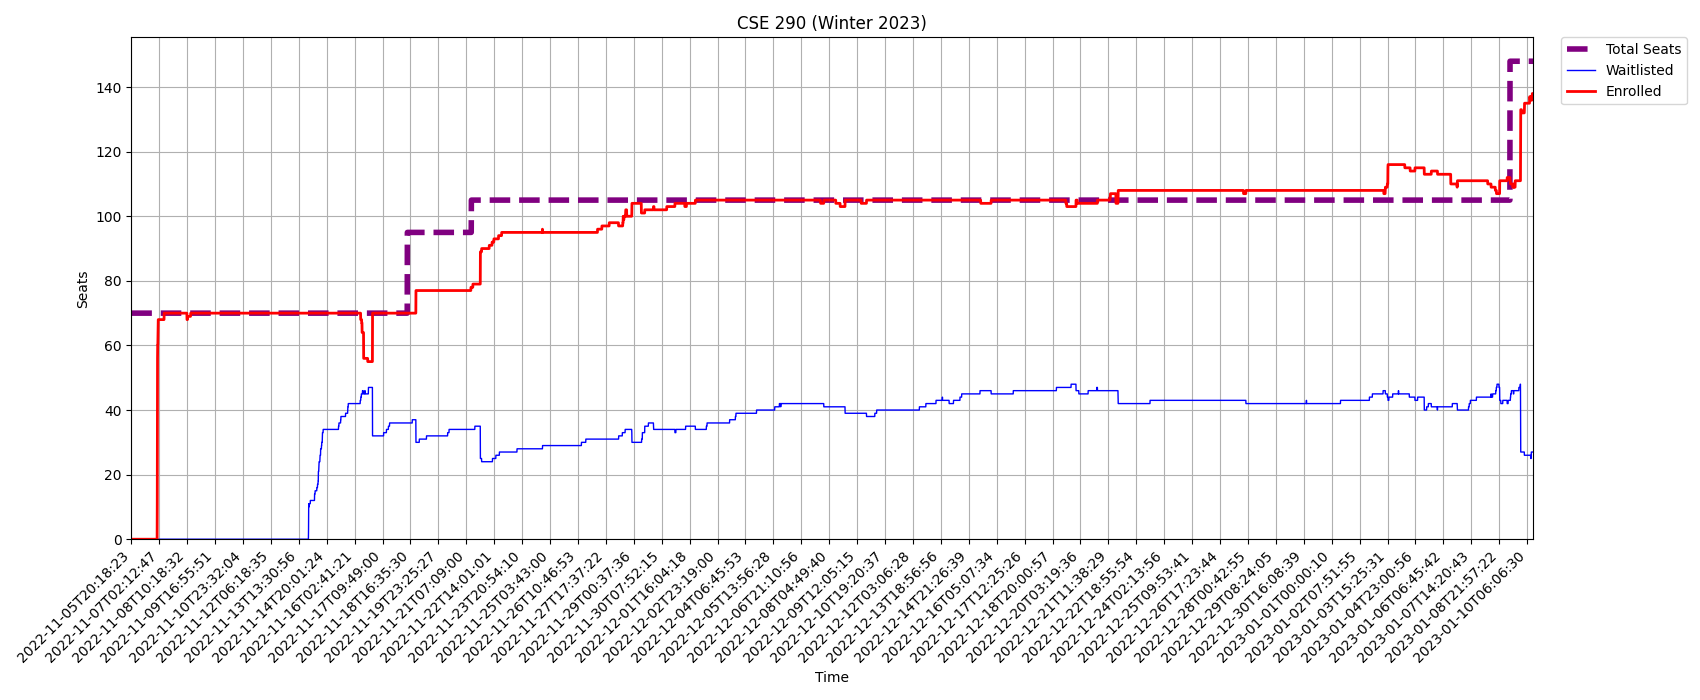 CSE 290 (Winter 2023)
Total Seats
Waitlisted
Enrolled
Seats
140
120
100
80
60
40
20
0
2022-11-05T20:18:23
2022-11-07T02:12:47
2022-11-08T10:18:32
2022-11-09T16:55:51
2022-11-10T23:32:04
2022-11-12T06:18:35
2022-11-13T13:30:56
2022-11-14T20:01:24
2022-11-16T02:41:21
2022-11-17T09:49:00
2022-11-18T16:35:30
2022-11-19T23:25:27
2022-11-21T07:09:00
2022-11-22T14:01:01
2022-11-23T20:54:10
2022-11-25T03:43:00
2022-11-26T10:46:53
2022-11-27T17:37:22
2022-11-29T00:37:36
2022-11-30T07:52:15
2022-12-01T16:04:18
2022-12-02T23:19:00
2022-12-04T06:45:53
2022-12-05T13:56:28
2022-12-06T21:10:56
2022-12-08T04:49:40
2022-12-09T12:05:15
2022-12-10T19:20:37
2022-12-12T03:06:28
2022-12-13T18:56:56
2022-12-14T21:26:39
2022-12-16T05:07:34
2022-12-17T12:25:26
2022-12-18T20:00:57
2022-12-20T03:19:36
2022-12-21T11:38:29
2022-12-22T18:55:54
2022-12-24T02:13:56
2022-12-25T09:53:41
2022-12-26T17:23:44
2022-12-28T00:42:55
2022-12-29T08:24:05
2022-12-30T16:08:39
2023-01-01T00:00:10
2023-01-02T07:51:55
2023-01-03T15:25:31
2023-01-04T23:00:56
2023-01-06T06:45:42
2023-01-07T14:20:43
2023-01-08T21:57:22
2023-01-10T06:06:30
Time